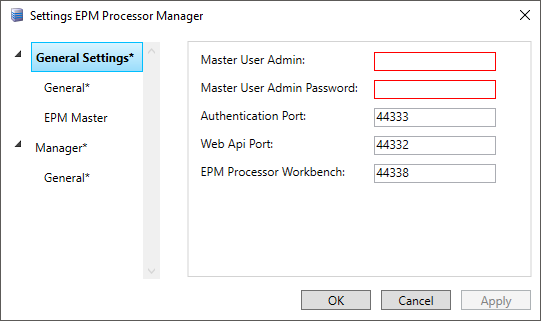 Settings EPM Processor Manager
General Settings*
General*
EPM Master
Manager*
General*
Master User Admin:
Master User Admin Password:
Authentication Port: 44333
Web Api Port: 44332
EPM Processor Workbench: 44338
OK Cancel Apply